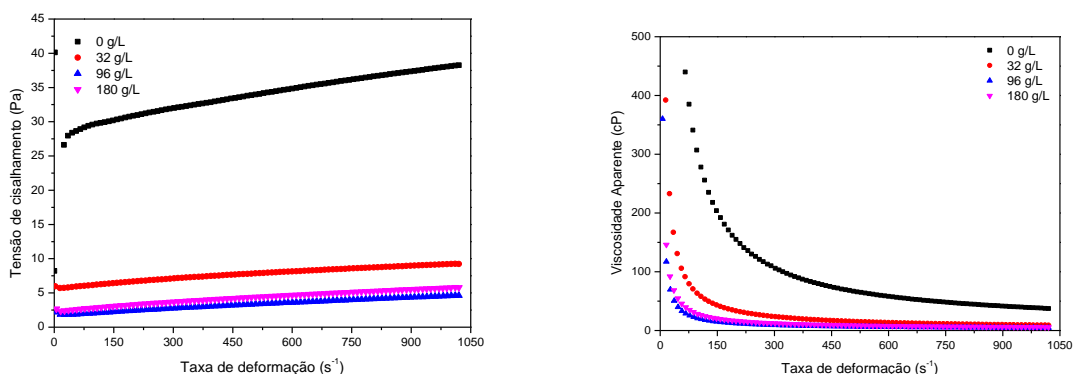 45
40
35
30
25
20
15
10
5
0
0 g/L
32 g/L
96 g/L
180 g/L
Tensão de cisalhamento (Pa)
0 150 300 450 600 750 900 1050
Taxa de deformação (s⁻¹)
500
400
300
200
100
0
0 g/L
32 g/L
96 g/L
180 g/L
Viscosidade Aparente (cP)
0 150 300 450 600 750 900 1050
Taxa de deformação (s⁻¹)